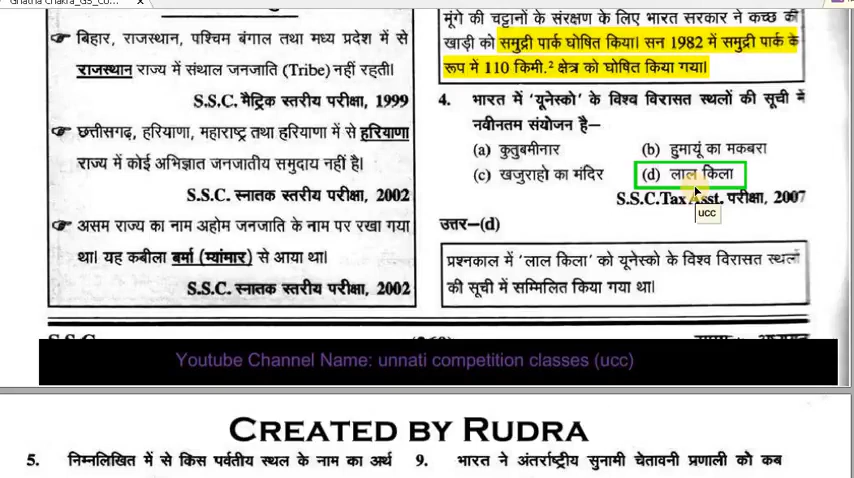 Ghatna Chakra_GS_Co...
☞ बिहार, राजस्थान, पश्चिम बंगाल तथा मध्य प्रदेश में से
राजस्थान राज्य में संथाल जनजाति (Tribe) नहीं रहती।
S.S.C. मैट्रिक स्तरीय परीक्षा, 1999
☞ छत्तीसगढ़, हरियाणा, महाराष्ट्र तथा हरियाणा में से हरियाणा
राज्य में कोई अभिज्ञात जनजातीय समुदाय नहीं है।
S.S.C. स्नातक स्तरीय परीक्षा, 2002
☞ असम राज्य का नाम अहोम जनजाति के नाम पर रखा गया
था। यह कबीला बर्मा (म्यांमार) से आया था।
S.S.C. स्नातक स्तरीय परीक्षा, 2002
मूंगे की चट्टानों के संरक्षण के लिए भारत सरकार ने कच्छ की
खाड़ी को समुद्री पार्क घोषित किया। सन 1982 में समुद्री पार्क के
रूप में 110 किमी.² क्षेत्र को घोषित किया गया।
4. भारत में 'यूनेस्को' के विश्व विरासत स्थलों की सूची में
नवीनतम संयोजन है–
(a) कुतुबमीनार (b) हुमायूं का मकबरा
(c) खजुराहो का मंदिर (d) लाल किला
S.S.C.Tax Asst. परीक्षा, 2007
ucc
उत्तर-(d)
प्रश्नकाल में 'लाल किला' को यूनेस्को के विश्व विरासत स्थलों
की सूची में सम्मिलित किया गया था।
Youtube Channel Name: unnati competition classes (ucc)
CREATED BY RUDRA
5. निम्नलिखित में से किस पर्वतीय स्थल के नाम का अर्थ
9. भारत ने अंतर्राष्ट्रीय सुनामी चेतावनी प्रणाली को कब